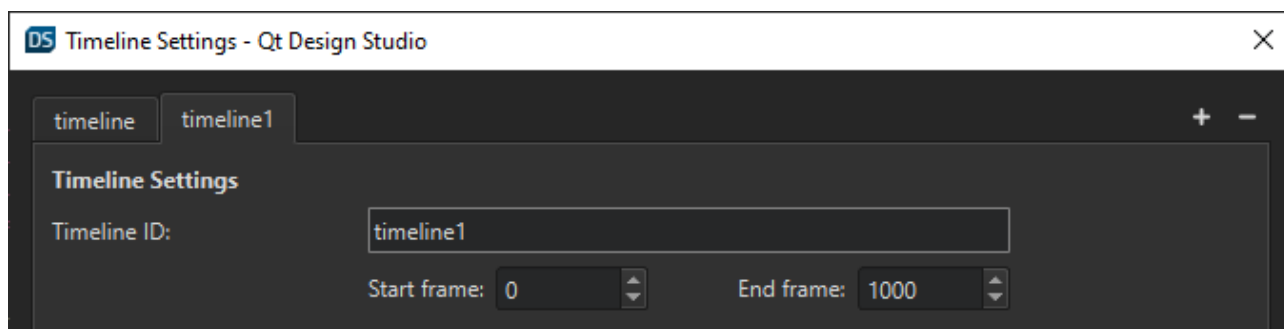 DS Timeline Settings - Qt Design Studio
timeline timeline1
Timeline Settings
Timeline ID: timeline1
Start frame: 0 End frame: 1000